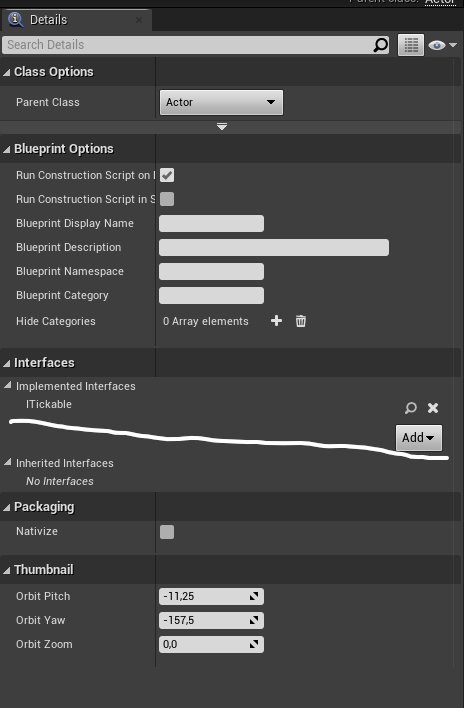 Parent class: Actor
Details
Search Details
Class Options
Parent Class
Actor
Blueprint Options
Run Construction Script on
Run Construction Script in S
Blueprint Display Name
Blueprint Description
Blueprint Namespace
Blueprint Category
Hide Categories
0 Array elements
Interfaces
Implemented Interfaces
ITickable
Add
Inherited Interfaces
No Interfaces
Packaging
Nativize
Thumbnail
Orbit Pitch
-11,25
Orbit Yaw
-157,5
Orbit Zoom
0,0